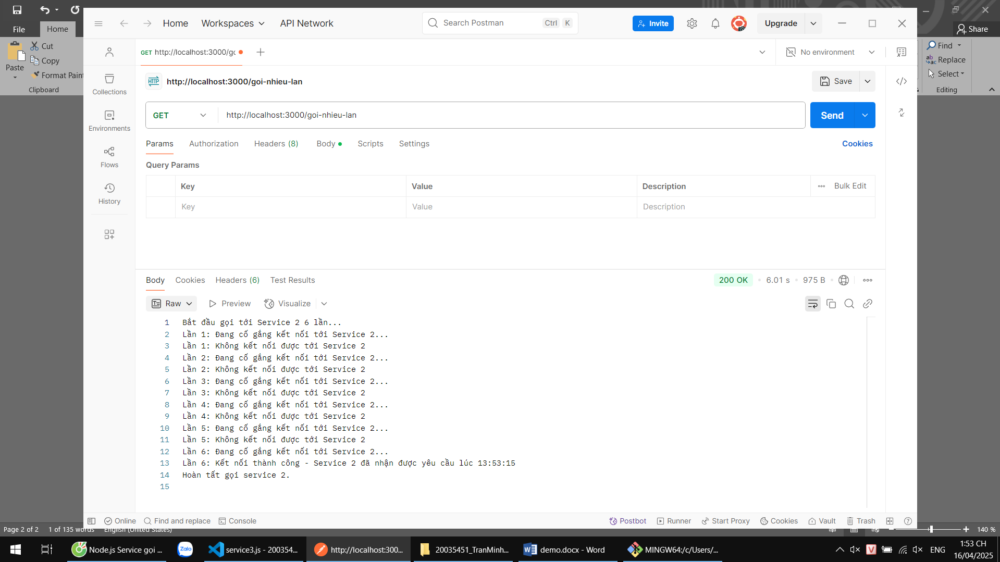 File
Home
Share
Paste
Cut
Copy
Format Paint
Clipboard
Find
Replace
Select
Editing
Home
Workspaces
API Network
Search Postman
Ctrl
K
Invite
Upgrade
GET http://localhost:3000/gc
No environment
Collections
Environments
Flows
History
HTTP
http://localhost:3000/goi-nhieu-lan
Save
GET
http://localhost:3000/goi-nhieu-lan
Send
Params
Authorization
Headers (8)
Body
Scripts
Settings
Cookies
Query Params
Key
Value
Description
Bulk Edit
Key
Value
Description
Body
Cookies
Headers (6)
Test Results
200 OK
6.01 s
975 B
Raw
Preview
Visualize
1 Bắt đầu gọi tới Service 2 6 lần...
2 Lần 1: Đang cố gắng kết nối tới Service 2...
3 Lần 1: Không kết nối được tới Service 2
4 Lần 2: Đang cố gắng kết nối tới Service 2...
5 Lần 2: Không kết nối được tới Service 2
6 Lần 3: Đang cố gắng kết nối tới Service 2...
7 Lần 3: Không kết nối được tới Service 2
8 Lần 4: Đang cố gắng kết nối tới Service 2...
9 Lần 4: Không kết nối được tới Service 2
10 Lần 5: Đang cố gắng kết nối tới Service 2...
11 Lần 5: Không kết nối được tới Service 2
12 Lần 6: Đang cố gắng kết nối tới Service 2...
13 Lần 6: Kết nối thành công - Service 2 đã nhận được yêu cầu lúc 13:53:15
14 Hoàn tất gọi service 2.
15
Online
Find and replace
Console
Postbot
Runner
Start Proxy
Cookies
Vault
Trash
Page 2 of 2
1 of 135 words
English (United States)
140 %
Node.js Service gọi ...
Zalo
service3.js - 200354...
http://localhost:300...
20035451_TranMinh...
demo.docx - Word
MINGW64:/c/Users/...
ENG
1:53 CH
16/04/2025